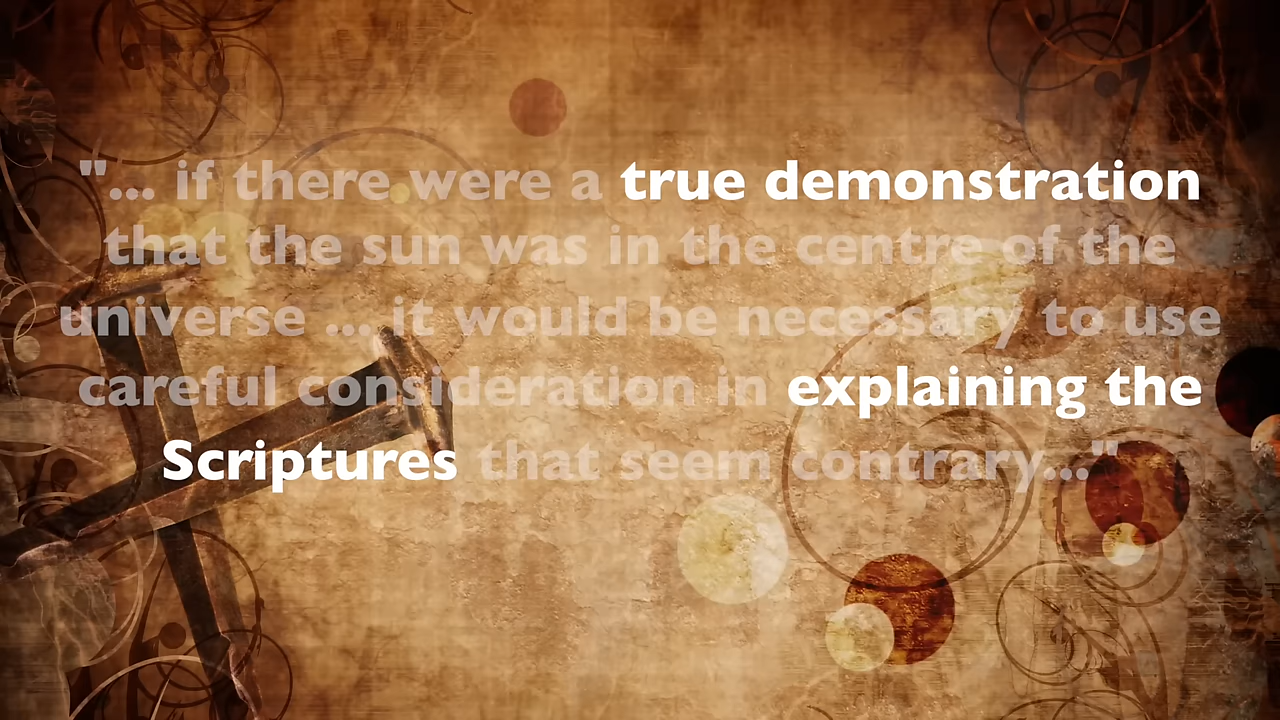 "... if there were a true demonstration
that the sun was in the centre of the
universe ... it would be necessary to use
careful consideration in explaining the
Scriptures that seem contrary..."